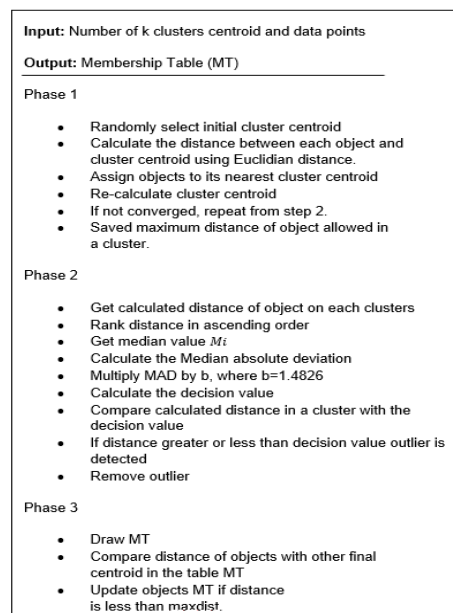 Input: Number of k clusters centroid and data points
Output: Membership Table (MT)
Phase 1
• Randomly select initial cluster centroid
• Calculate the distance between each object and
cluster centroid using Euclidian distance.
• Assign objects to its nearest cluster centroid
• Re-calculate cluster centroid
• If not converged, repeat from step 2.
• Saved maximum distance of object allowed in
a cluster.
Phase 2
• Get calculated distance of object on each clusters
• Rank distance in ascending order
• Get median value Mi
• Calculate the Median absolute deviation
• Multiply MAD by b, where b=1.4826
• Calculate the decision value
• Compare calculated distance in a cluster with the
decision value
• If distance greater or less than decision value outlier is
detected
• Remove outlier
Phase 3
• Draw MT
• Compare distance of objects with other final
centroid in the table MT
• Update objects MT if distance
is less than maxdist.